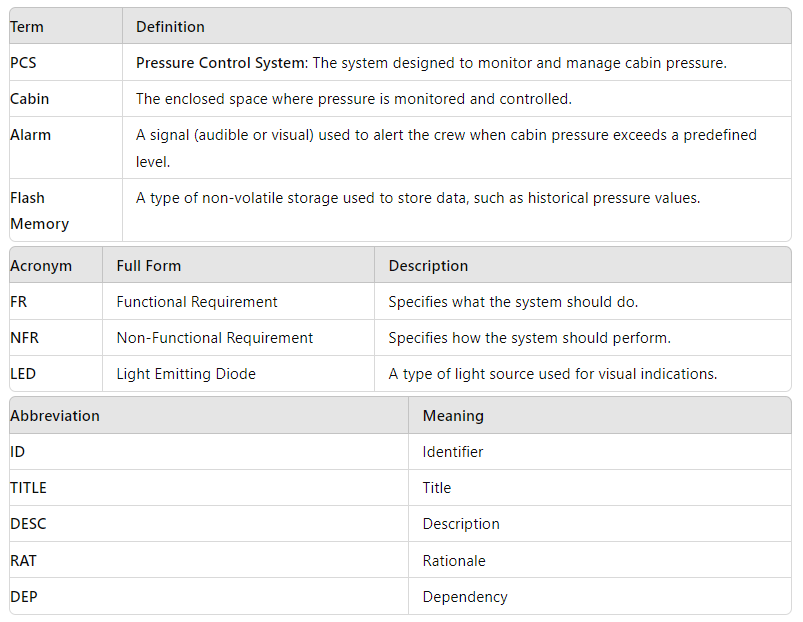 Term Definition
PCS Pressure Control System: The system designed to monitor and manage cabin pressure.
Cabin The enclosed space where pressure is monitored and controlled.
Alarm A signal (audible or visual) used to alert the crew when cabin pressure exceeds a predefined
level.
Flash A type of non-volatile storage used to store data, such as historical pressure values.
Memory
Acronym Full Form Description
FR Functional Requirement Specifies what the system should do.
NFR Non-Functional Requirement Specifies how the system should perform.
LED Light Emitting Diode A type of light source used for visual indications.
Abbreviation Meaning
ID Identifier
TITLE Title
DESC Description
RAT Rationale
DEP Dependency